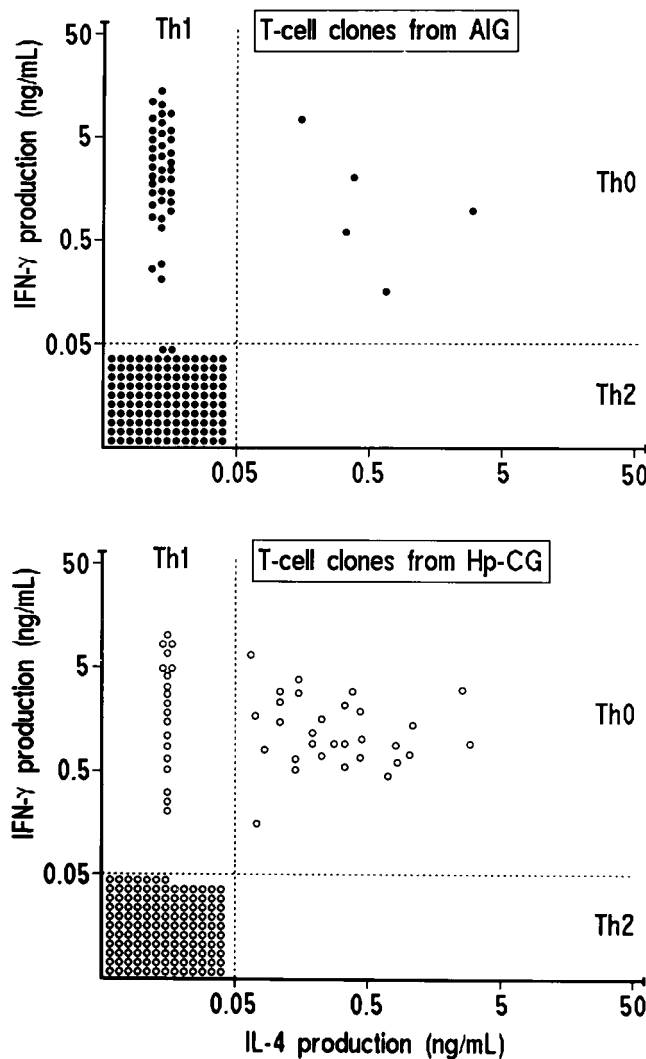 Th1
T-cell clones from AIG
50
5
0.5
0.05
IFN-γ production (ng/mL)
Th0
Th2
0.05
0.5
5
50
Th1
T-cell clones from Hp-CG
50
5
0.5
0.05
IFN-γ production (ng/mL)
Th0
Th2
0.05
0.5
5
50
IL-4 production (ng/mL)